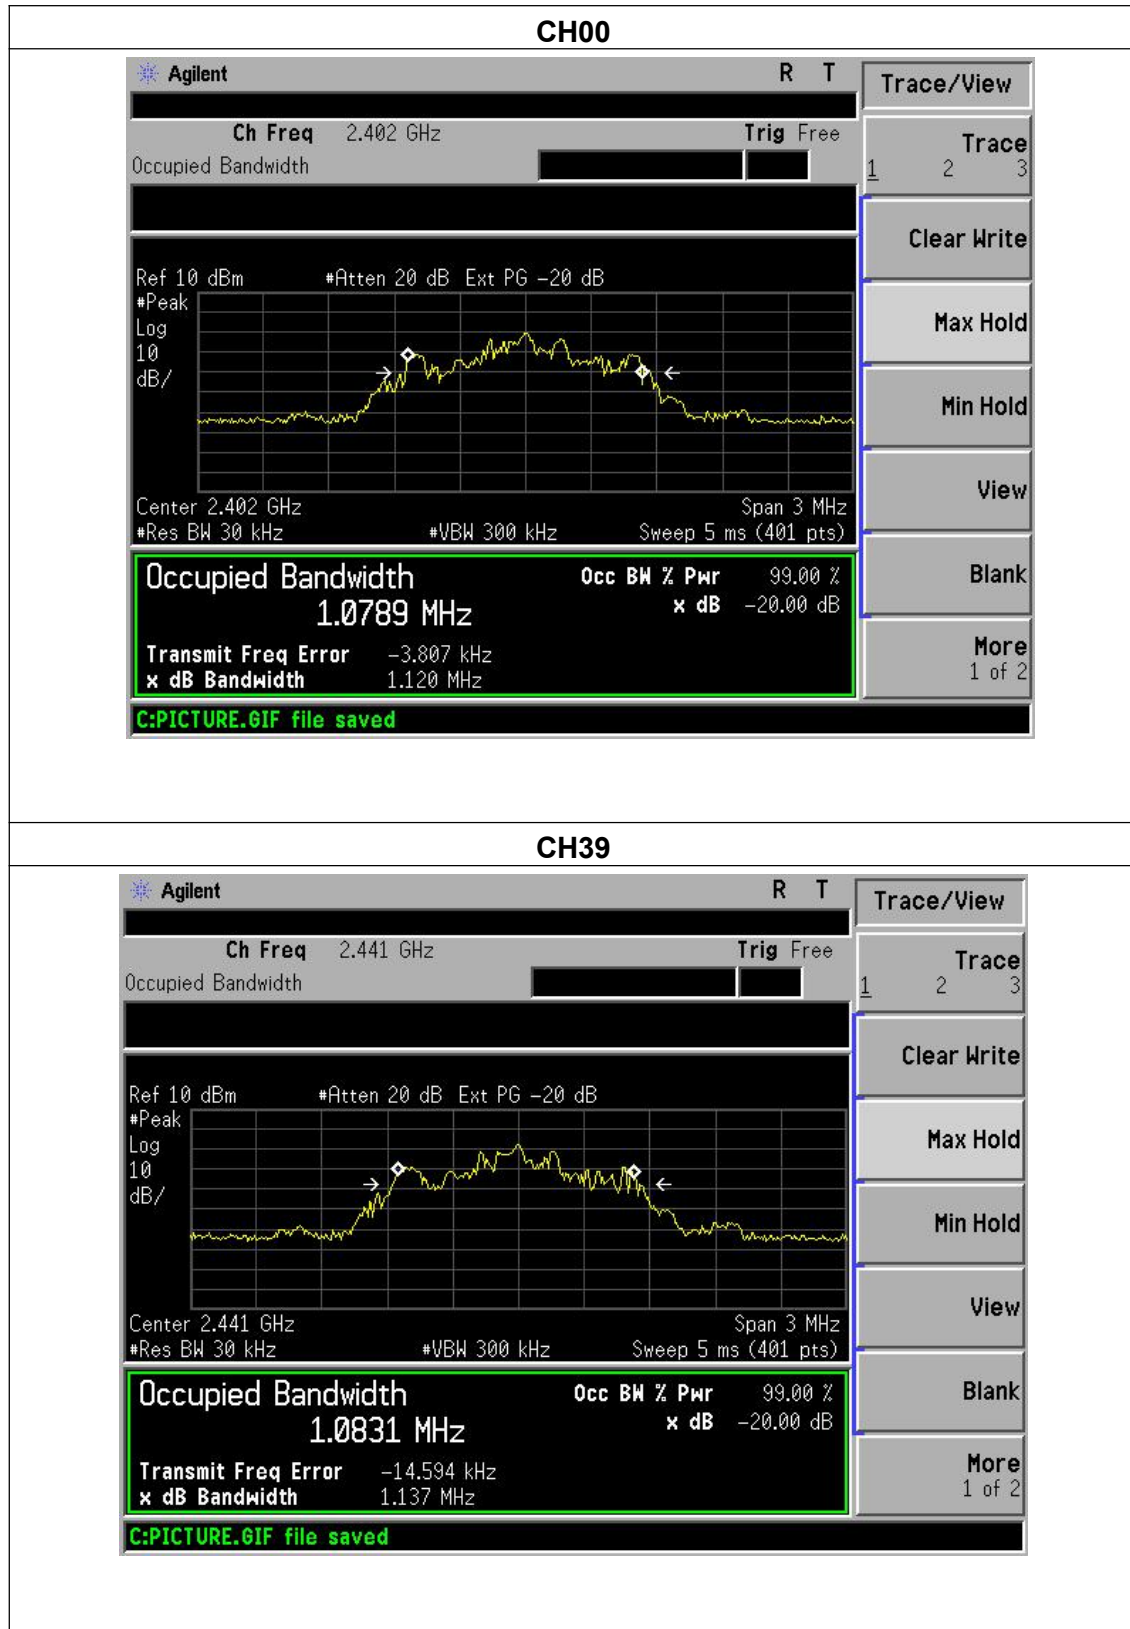 CH00
Agilent R T
Trace/View
Ch Freq 2.402 GHz Trig Free
Occupied Bandwidth
Trace
1 2 3
Clear Write
Ref 10 dBm #Atten 20 dB Ext PG -20 dB
#Peak
Log
10
dB/
Max Hold
Min Hold
View
Center 2.402 GHz Span 3 MHz
#Res BW 30 kHz #VBW 300 kHz Sweep 5 ms (401 pts)
Occupied Bandwidth Occ BW % Pwr 99.00 %
1.0789 MHz x dB -20.00 dB
Blank
Transmit Freq Error -3.807 kHz
x dB Bandwidth 1.120 MHz
More
1 of 2
C:PICTURE.GIF file saved
CH39
Agilent R T
Trace/View
Ch Freq 2.441 GHz Trig Free
Occupied Bandwidth
Trace
1 2 3
Clear Write
Ref 10 dBm #Atten 20 dB Ext PG -20 dB
#Peak
Log
10
dB/
Max Hold
Min Hold
View
Center 2.441 GHz Span 3 MHz
#Res BW 30 kHz #VBW 300 kHz Sweep 5 ms (401 pts)
Occupied Bandwidth Occ BW % Pwr 99.00 %
1.0831 MHz x dB -20.00 dB
Blank
Transmit Freq Error -14.594 kHz
x dB Bandwidth 1.137 MHz
More
1 of 2
C:PICTURE.GIF file saved